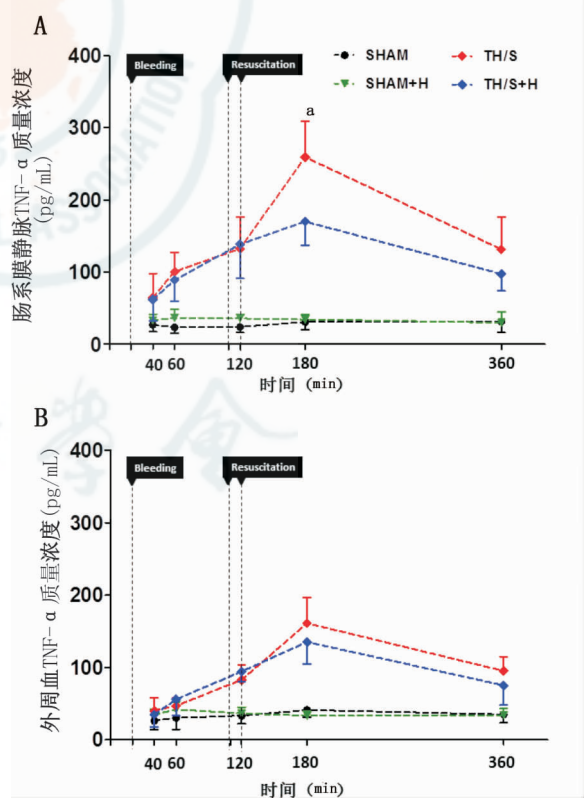 A
400
300
200
100
0
肠系膜静脉TNF-α质量浓度
(pg/mL)
Bleeding
Resuscitation
SHAM
TH/S
SHAM+H
TH/S+H
a
40 60 120 180 360
时间 (min)
B
400
300
200
100
0
外周血TNF-α质量浓度(pg/mL)
Bleeding
Resuscitation
40 60 120 180 360
时间 (min)
SSOCIATION
學 會